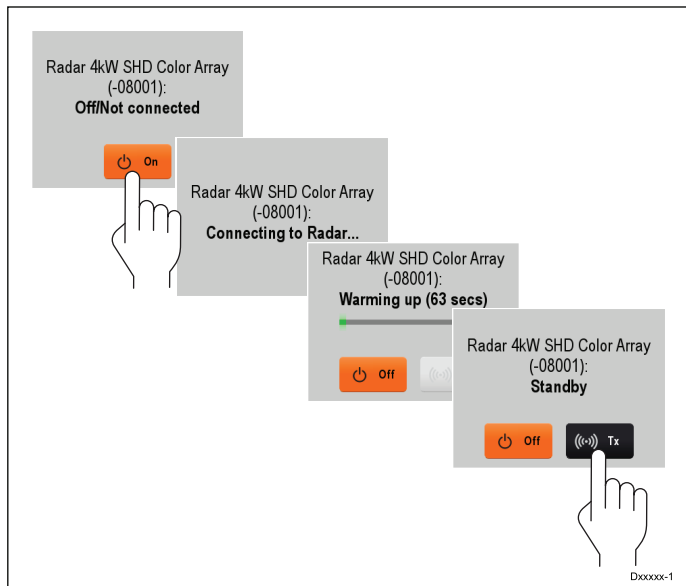 Radar 4kW SHD Color Array
(-08001):
Off/Not connected
On
Radar 4kW SHD Color Array
(-08001):
Connecting to Radar...
Radar 4kW SHD Color Array
(-08001):
Warming up (63 secs)
Off
Radar 4kW SHD Color Array
(-08001):
Standby
Off
Tx
Dxxxxx-1